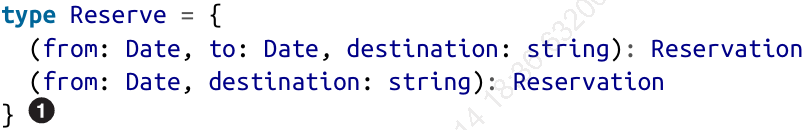 type Reserve = {
  (from: Date, to: Date, destination: string): Reservation
  (from: Date, destination: string): Reservation
} ❶